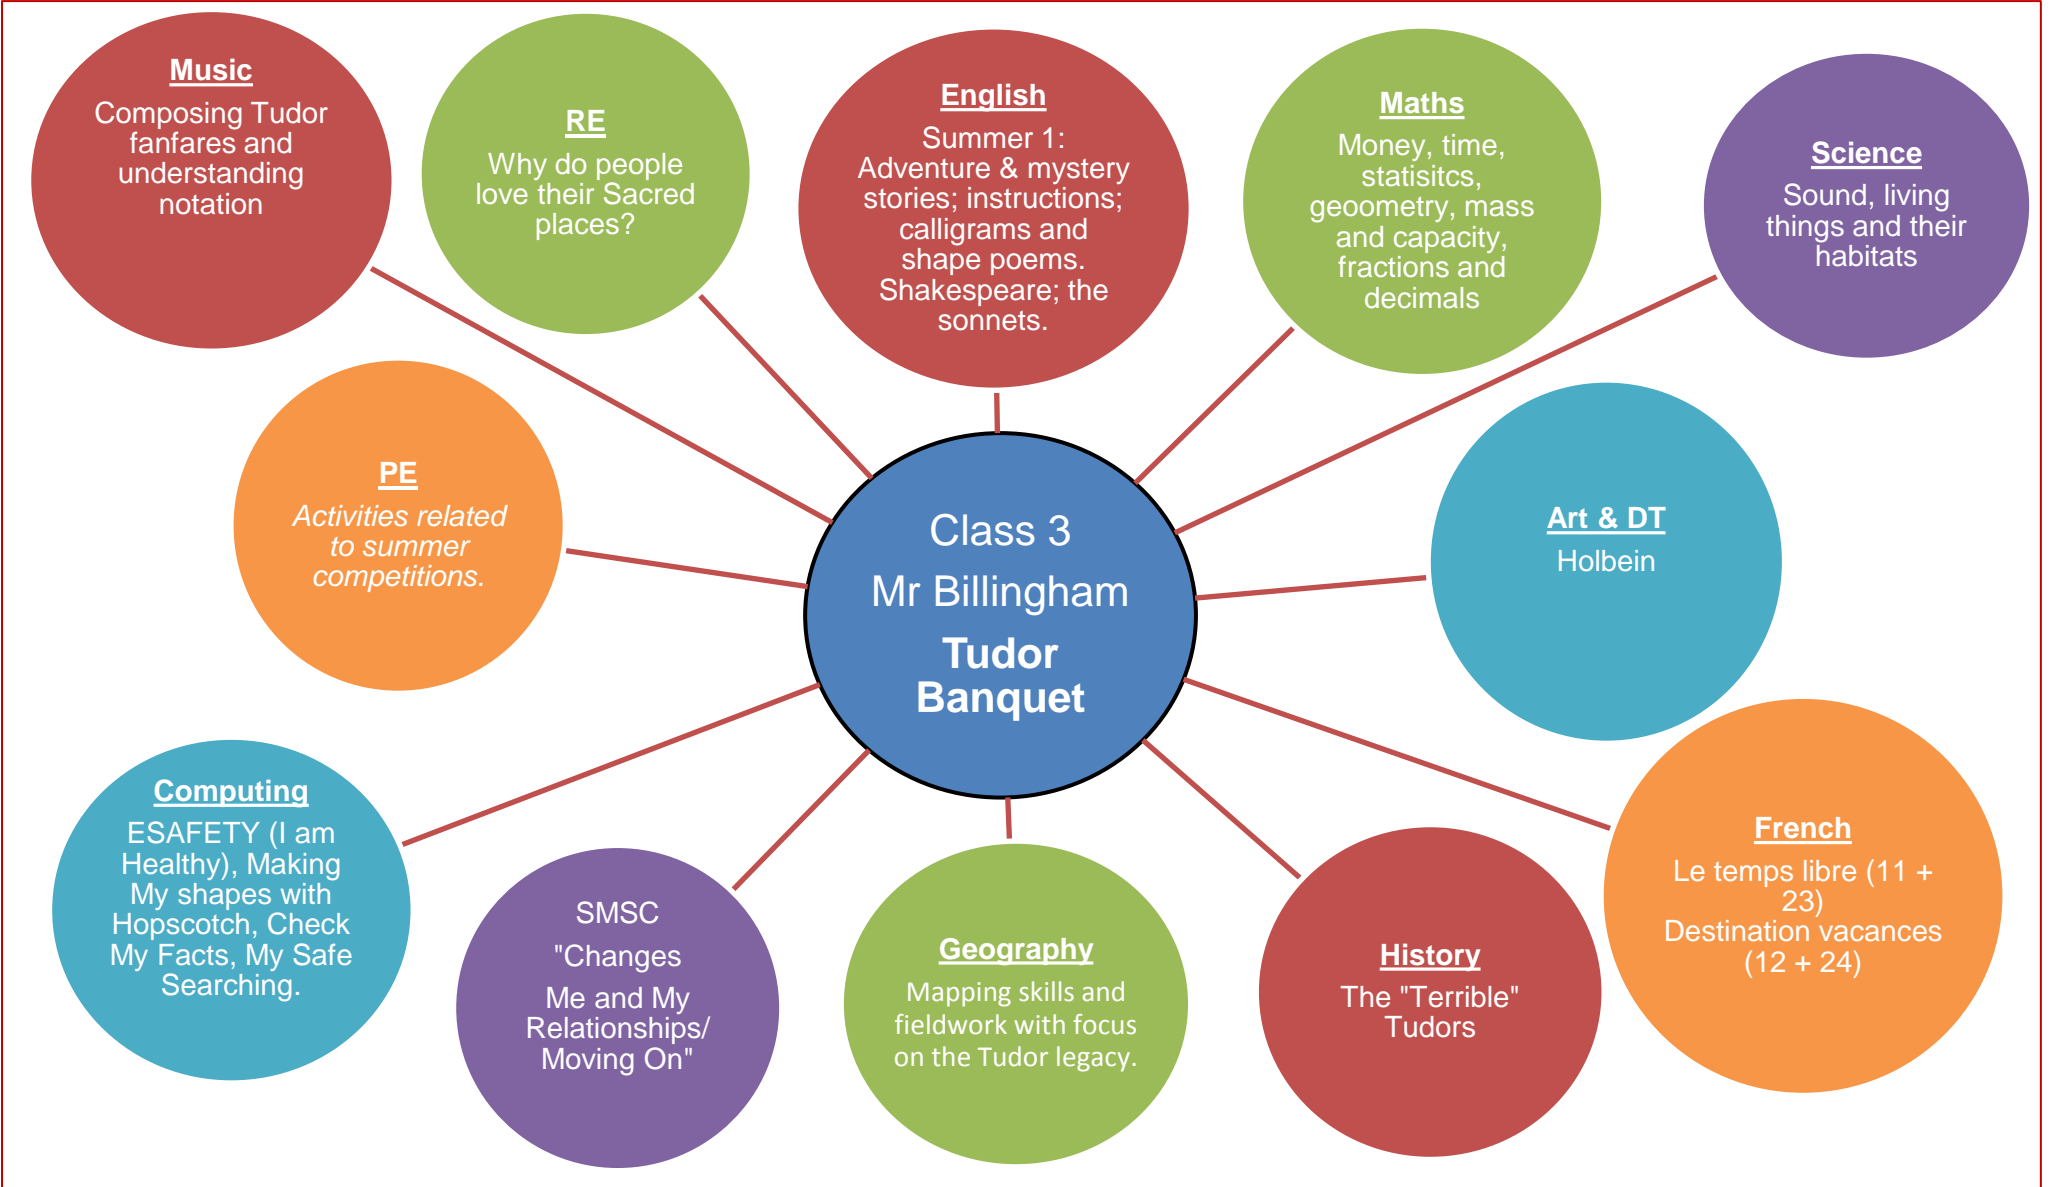 Music
Composing Tudor
fanfares and
understanding
notation
RE
Why do people
love their Sacred
places?
English
Summer 1:
Adventure & mystery
stories; instructions;
calligrams and
shape poems.
Shakespeare; the
sonnets.
Maths
Money, time,
statisitcs,
geoometry, mass
and capacity,
fractions and
decimals
Science
Sound, living
things and their
habitats
PE
Activities related
to summer
competitions.
Class 3
Mr Billingham
Tudor
Banquet
Art & DT
Holbein
Computing
ESAFETY (I am
Healthy), Making
My shapes with
Hopscotch, Check
My Facts, My Safe
Searching.
SMSC
"Changes
Me and My
Relationships/
Moving On"
Geography
Mapping skills and
fieldwork with focus
on the Tudor legacy.
History
The "Terrible"
Tudors
French
Le temps libre (11 +
23)
Destination vacances
(12 + 24)